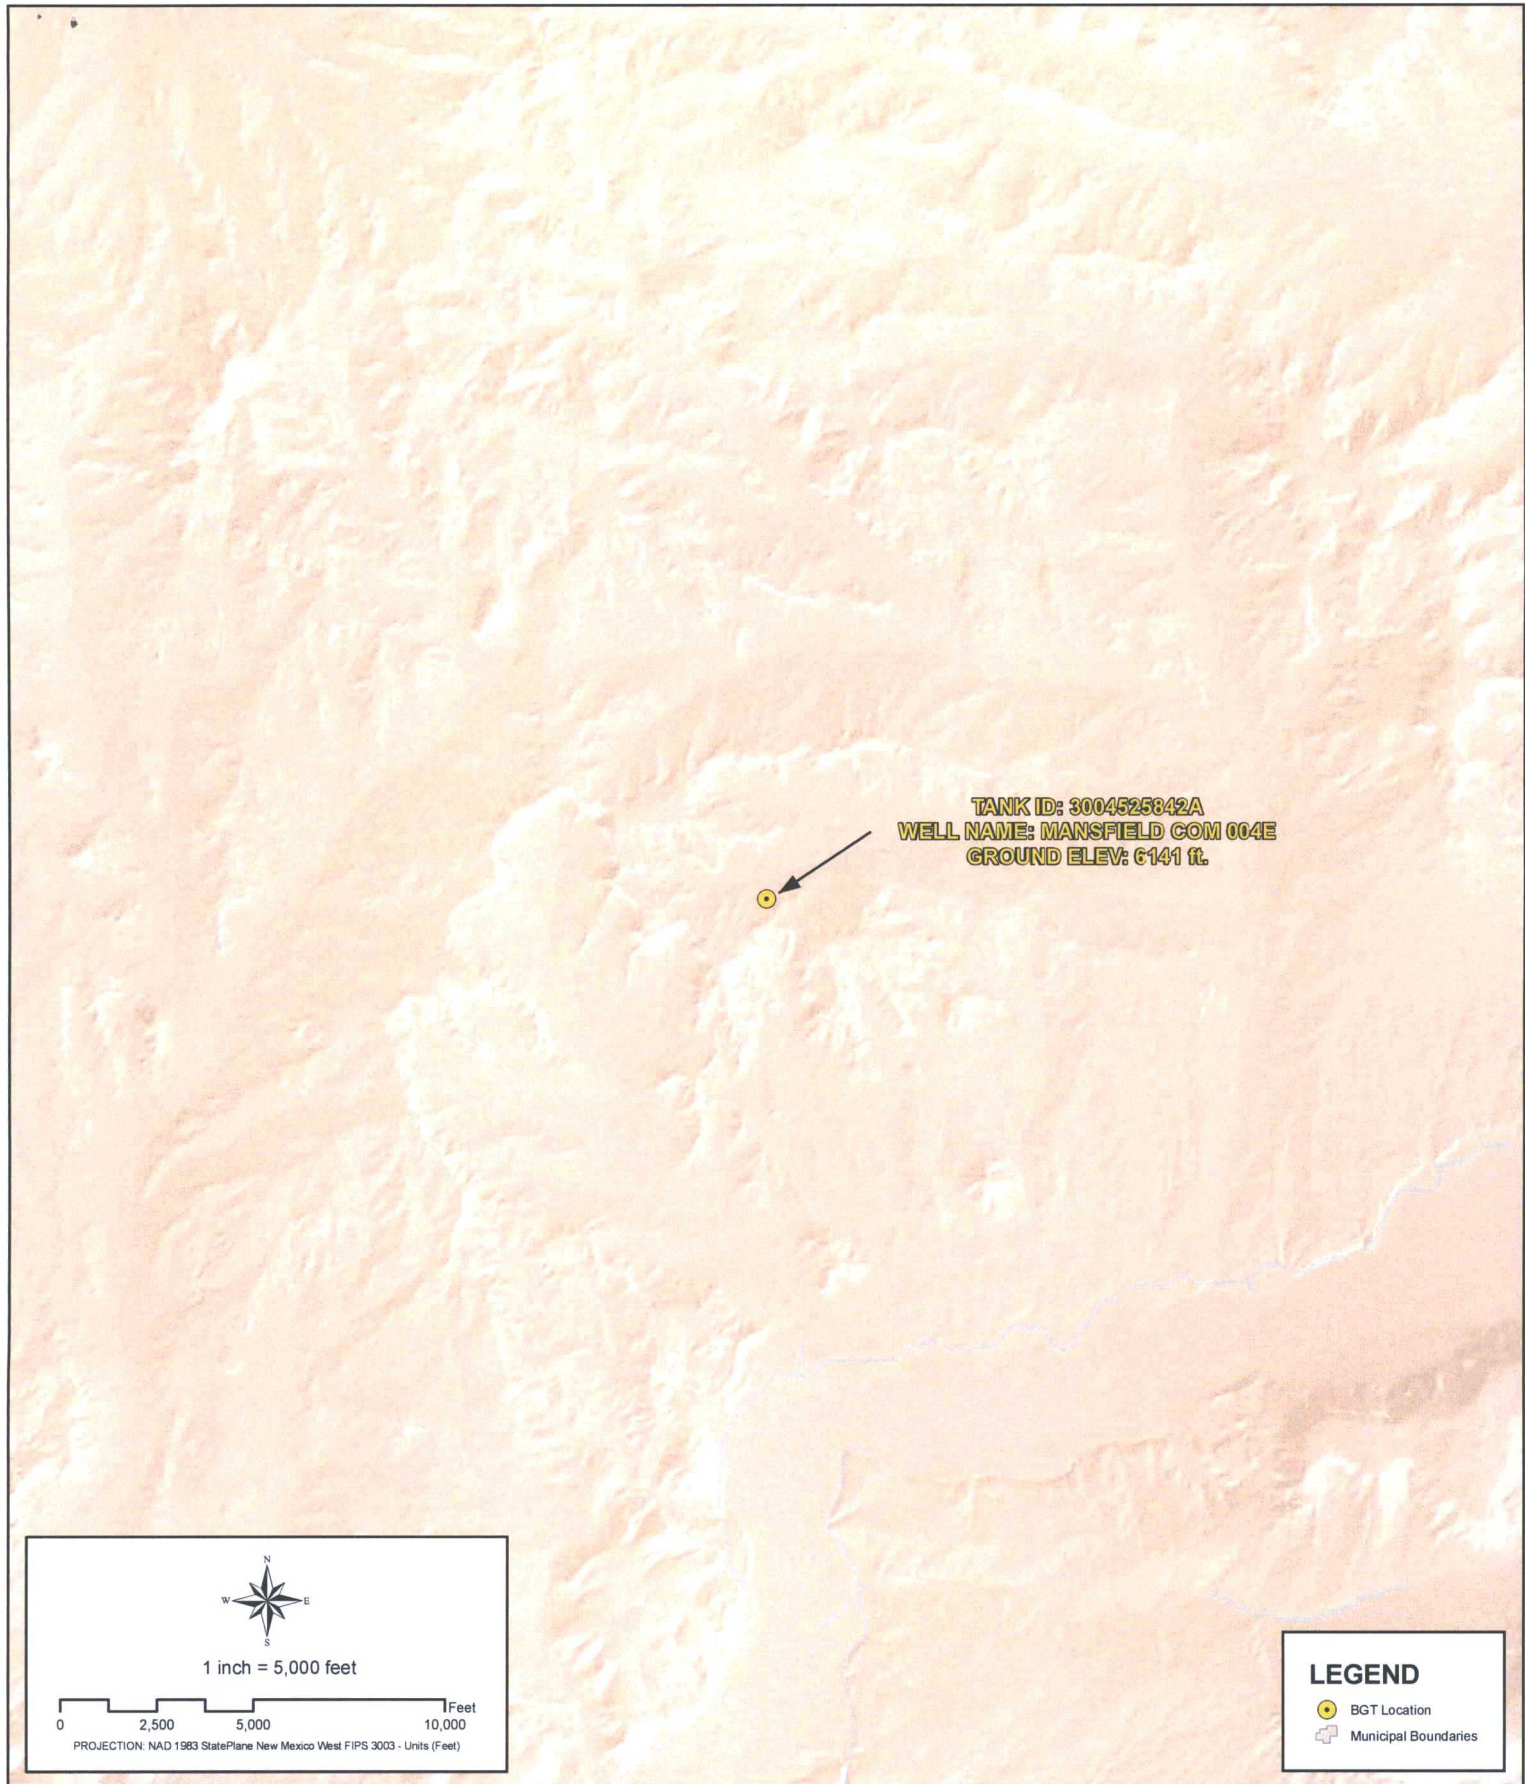 TANK ID: 3004525842A
WELL NAME: MANSFIELD COM 004E
GROUND ELEV: 6141 ft.
N
W E
S
1 inch = 5,000 feet
Feet
0 2,500 5,000 10,000
PROJECTION: NAD 1983 StatePlane New Mexico West FIPS 3003 - Units (Feet)
LEGEND
BGT Location
Municipal Boundaries